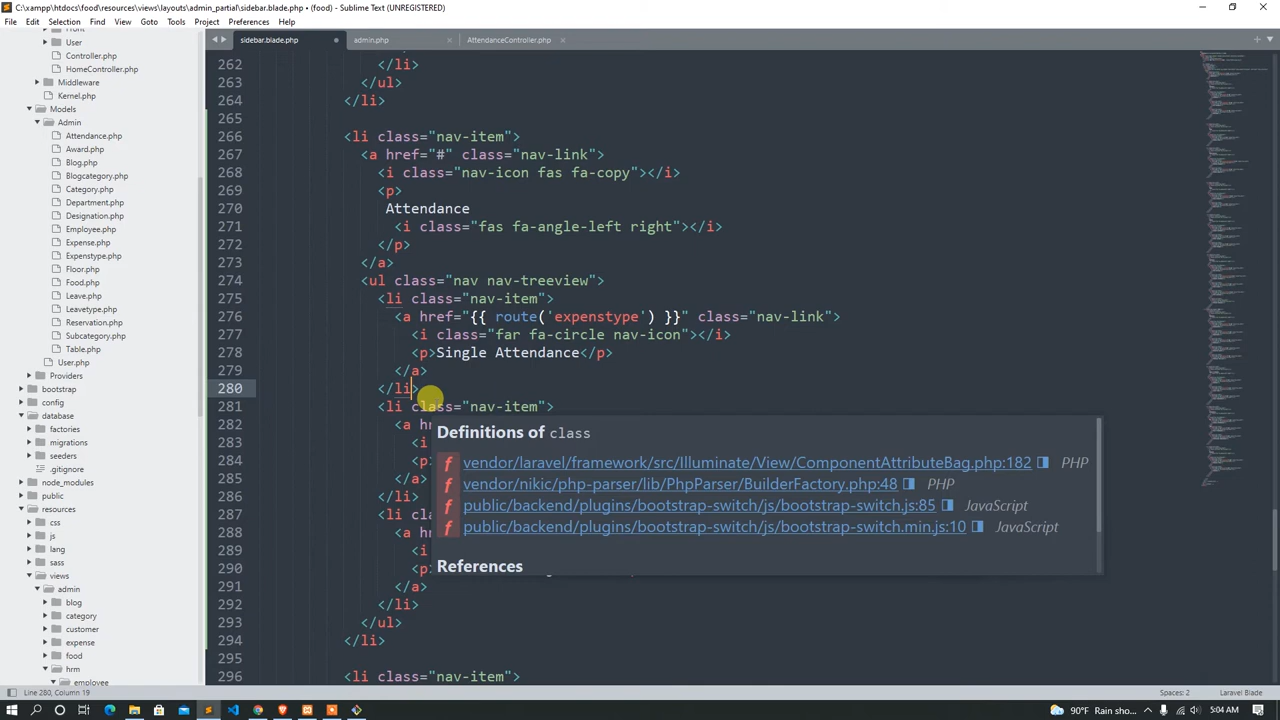 C:\xampp\htdocs\food\resources\views\layouts\admin_partial\sidebar.blade.php • (food) - Sublime Text (UNREGISTERED)
File Edit Selection Find View Goto Tools Project Preferences Help
sidebar.blade.php
admin.php
AttendanceController.php
Front
User
Controller.php
HomeController.php
Middleware
Kernel.php
Models
Admin
Attendance.php
Award.php
Blog.php
Blogcategory.php
Category.php
Department.php
Designation.php
Employee.php
Expense.php
Expenstype.php
Floor.php
Food.php
Leave.php
Leavetype.php
Reservation.php
Subcategory.php
Table.php
User.php
Providers
bootstrap
config
database
factories
migrations
seeders
.gitignore
node_modules
public
resources
css
js
lang
sass
views
admin
blog
category
customer
expense
food
hrm
employee
262 </li>
263 </ul>
264 </li>
265
266 <li class="nav-item">
267 <a href="#" class="nav-link">
268 <i class="nav-icon fas fa-copy"></i>
269 <p>
270 Attendance
271 <i class="fas fa-angle-left right"></i>
272 </p>
273 </a>
274 <ul class="nav nav-treeview">
275 <li class="nav-item">
276 <a href="{{ route('expenstype') }}" class="nav-link">
277 <i class="far fa-circle nav-icon"></i>
278 <p>Single Attendance</p>
279 </a>
280 </li>
281 <li class="nav-item">
282 <a hr
283 <i
284 <p
285 </a>
286 </li>
287 <li cl
288 <a hr
289 <i
290 <p
291 </a>
292 </li>
293 </ul>
294 </li>
295
296 <li class="nav-item">
Definitions of class
f vendor/laravel/framework/src/Illuminate/View/ComponentAttributeBag.php:182 PHP
f vendor/nikic/php-parser/lib/PhpParser/BuilderFactory.php:48 PHP
f public/backend/plugins/bootstrap-switch/js/bootstrap-switch.js:85 JavaScript
f public/backend/plugins/bootstrap-switch/js/bootstrap-switch.min.js:10 JavaScript
References
Line 280, Column 19
Spaces: 2
Laravel Blade
90°F Rain sho...
5:04 AM